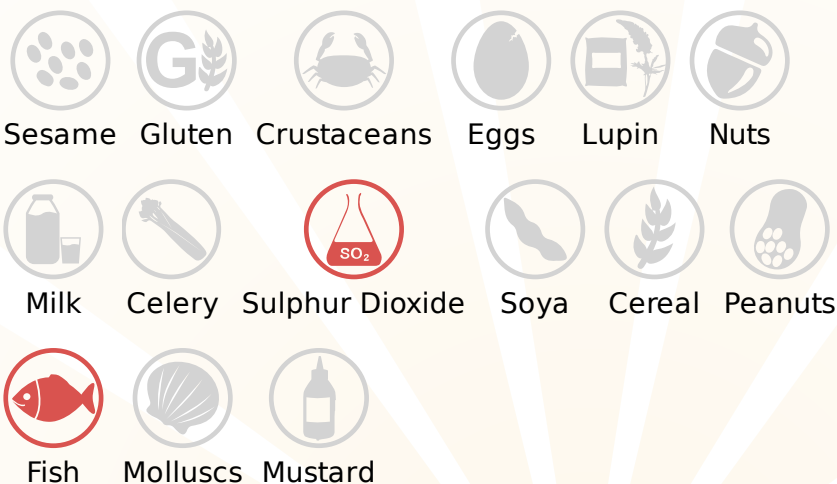 G
Sesame Gluten Crustaceans Eggs Lupin Nuts
SO₂
Milk Celery Sulphur Dioxide Soya Cereal Peanuts
Fish Molluscs Mustard